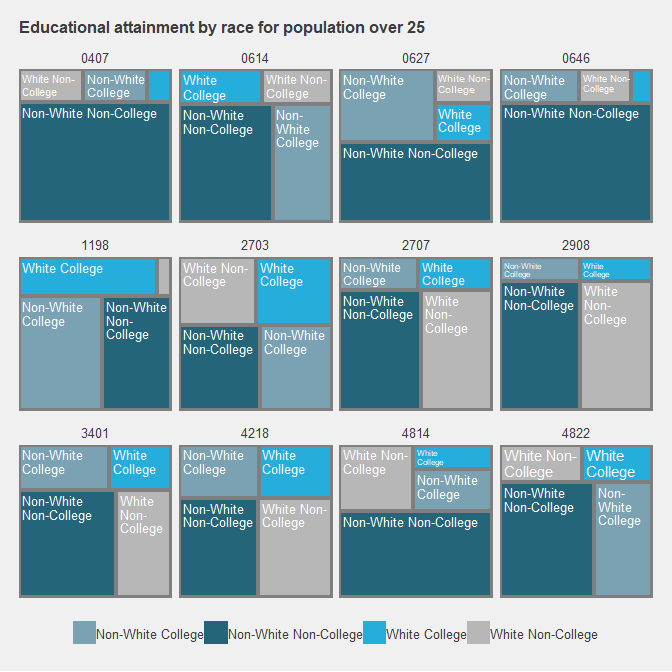 Educational attainment by race for population over 25
0407
White Non-
College
Non-White
College
Non-White Non-College
0614
White
College
White Non-
College
Non-White
Non-College
Non-
White
College
0627
Non-White
College
White Non-
College
White
College
Non-White Non-College
0646
Non-White
College
White Non-
College
Non-White Non-College
1198
White College
Non-White
College
Non-White
Non-
College
2703
White Non-
College
White
College
Non-White
Non-College
Non-White
College
2707
Non-White
College
White
College
Non-White
Non-College
White
Non-
College
2908
Non-White
College
White
College
Non-White
Non-College
White
Non-
College
3401
Non-White
College
White
College
Non-White
Non-College
White
Non-
College
4218
Non-White
College
White
College
Non-White
Non-College
White Non-
College
4814
White Non-
College
White
College
Non-White
College
Non-White Non-College
4822
White Non-
College
White
College
Non-White
Non-College
Non-
White
College
Non-White College Non-White Non-College White College White Non-College